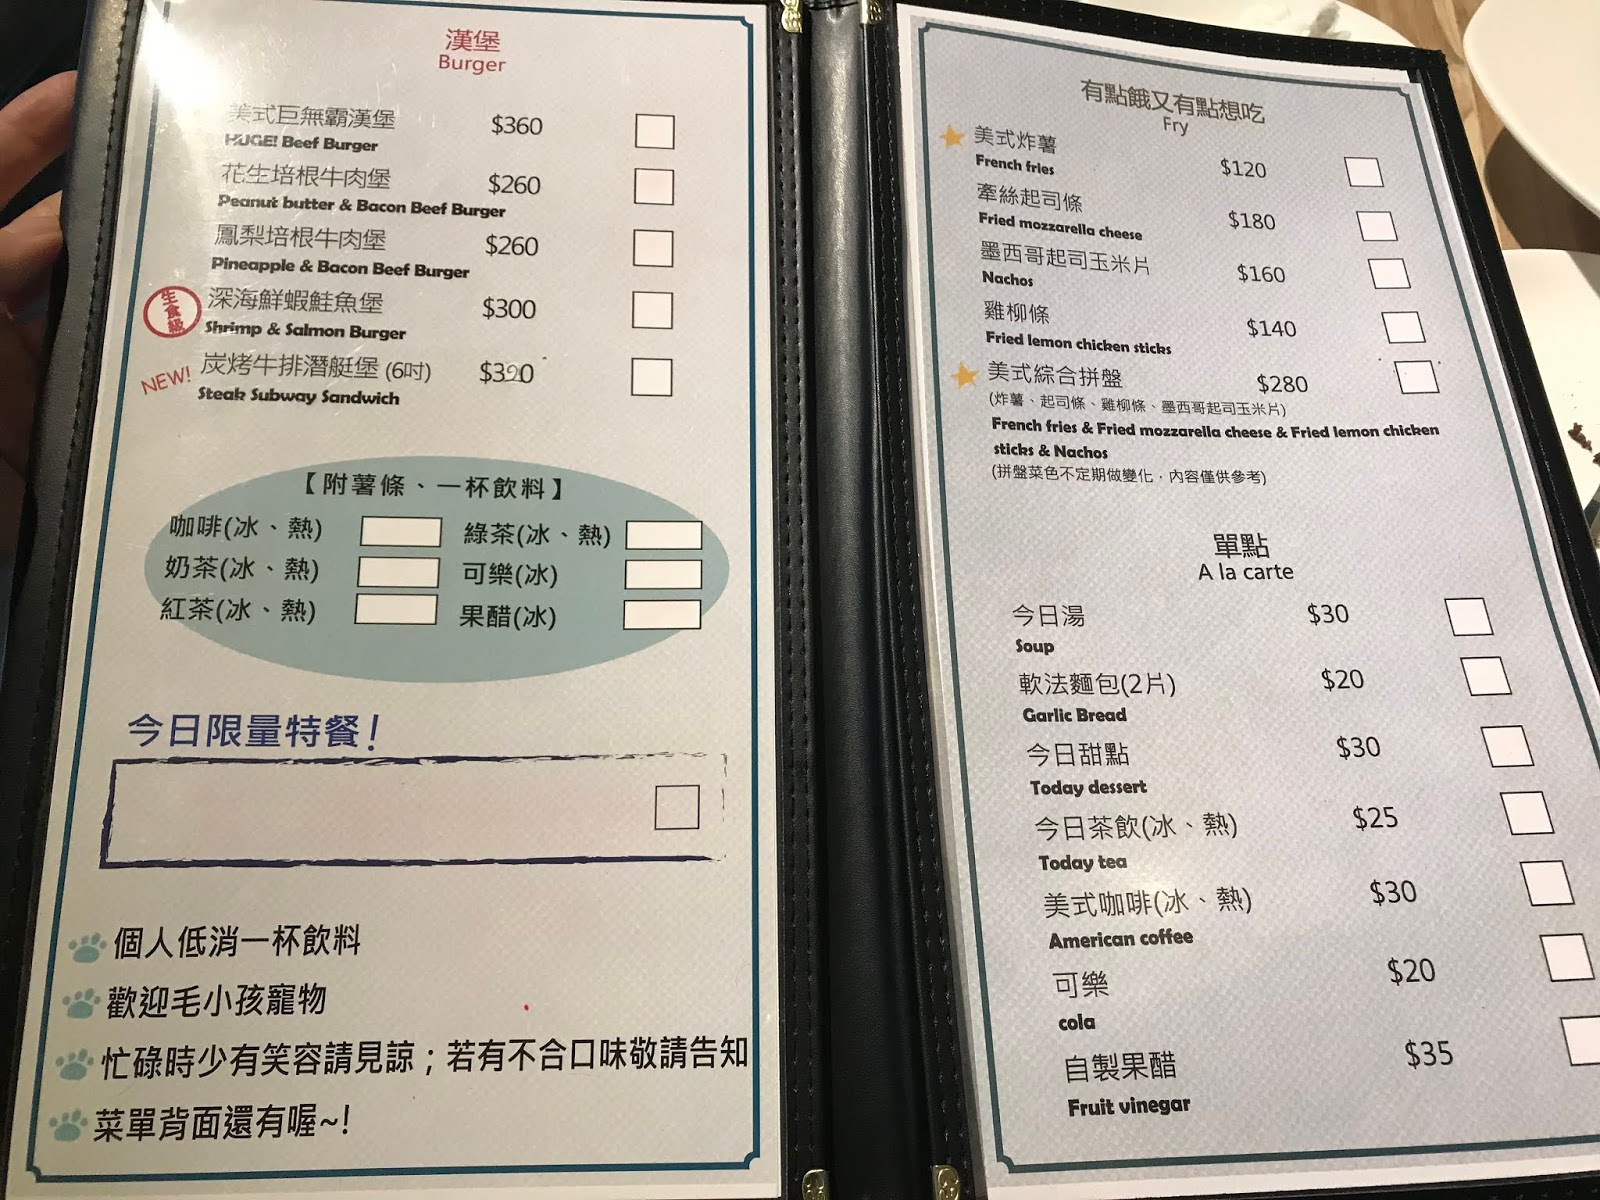 漢堡
Burger
美式巨無霸漢堡 $360
HUGE! Beef Burger
花生培根牛肉堡 $260
Peanut butter & Bacon Beef Burger
鳳梨培根牛肉堡 $260
Pineapple & Bacon Beef Burger
生食級
深海鮮蝦鮭魚堡 $300
Shrimp & Salmon Burger
NEW!
炭烤牛排潛艇堡 (6吋) $320
Steak Subway Sandwich
【附薯條、一杯飲料】
咖啡(冰、熱) 綠茶(冰、熱)
奶茶(冰、熱) 可樂(冰)
紅茶(冰、熱) 果醋(冰)
今日限量特餐!
個人低消一杯飲料
歡迎毛小孩寵物
忙碌時少有笑容請見諒；若有不合口味敬請告知
菜單背面還有喔~!
有點餓又有點想吃
Fry
美式炸薯 $120
French fries
牽絲起司條 $180
Fried mozzarella cheese
墨西哥起司玉米片 $160
Nachos
雞柳條 $140
Fried lemon chicken sticks
美式綜合拼盤 $280
(炸薯、起司條、雞柳條、墨西哥起司玉米片)
French fries & Fried mozzarella cheese & Fried lemon chicken
sticks & Nachos
(拼盤菜色不定期做變化，內容僅供參考)
單點
A la carte
今日湯 $30
Soup
軟法麵包(2片) $20
Garlic Bread
今日甜點 $30
Today dessert
今日茶飲(冰、熱) $25
Today tea
美式咖啡(冰、熱) $30
American coffee
可樂 $20
cola
自製果醋 $35
Fruit vinegar